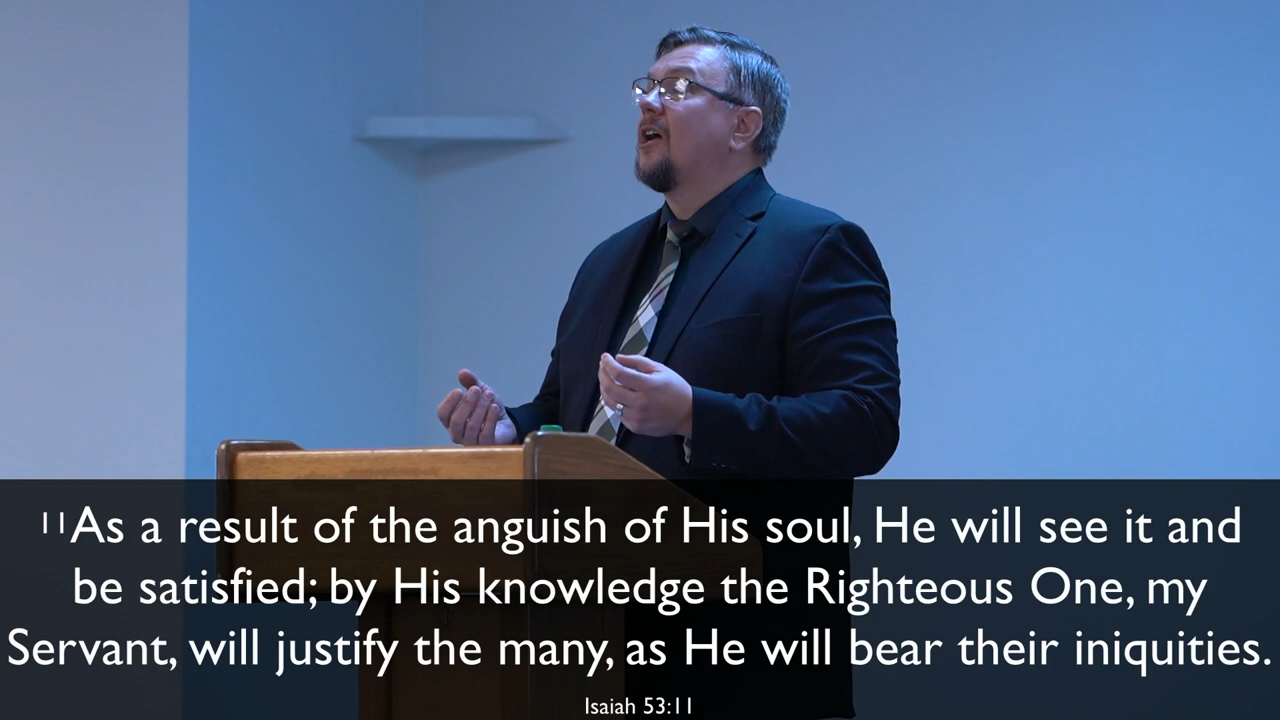 11As a result of the anguish of His soul, He will see it and
be satisfied; by His knowledge the Righteous One, my
Servant, will justify the many, as He will bear their iniquities.
Isaiah 53:11